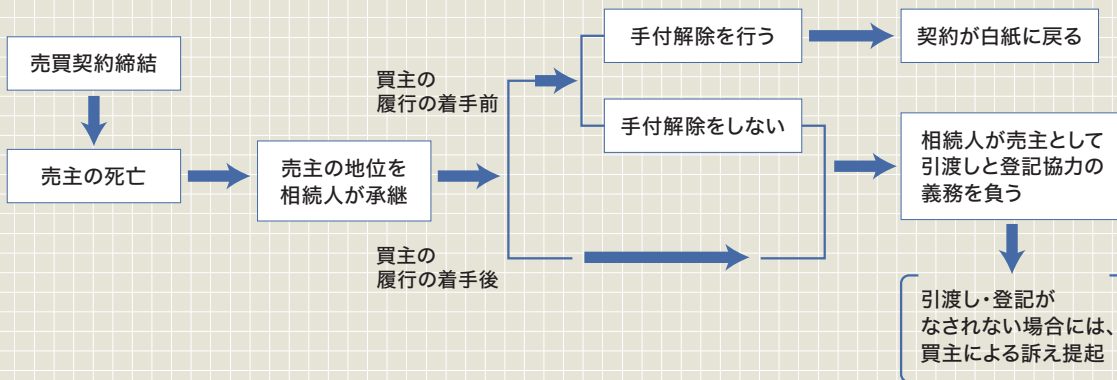 売買契約締結
売主の死亡
売主の地位を
相続人が承継
買主の
履行の着手前
手付解除を行う
契約が白紙に戻る
手付解除をしない
買主の
履行の着手後
相続人が売主として
引渡しと登記協力の
義務を負う
引渡し・登記が
なされない場合には、
買主による訴え提起